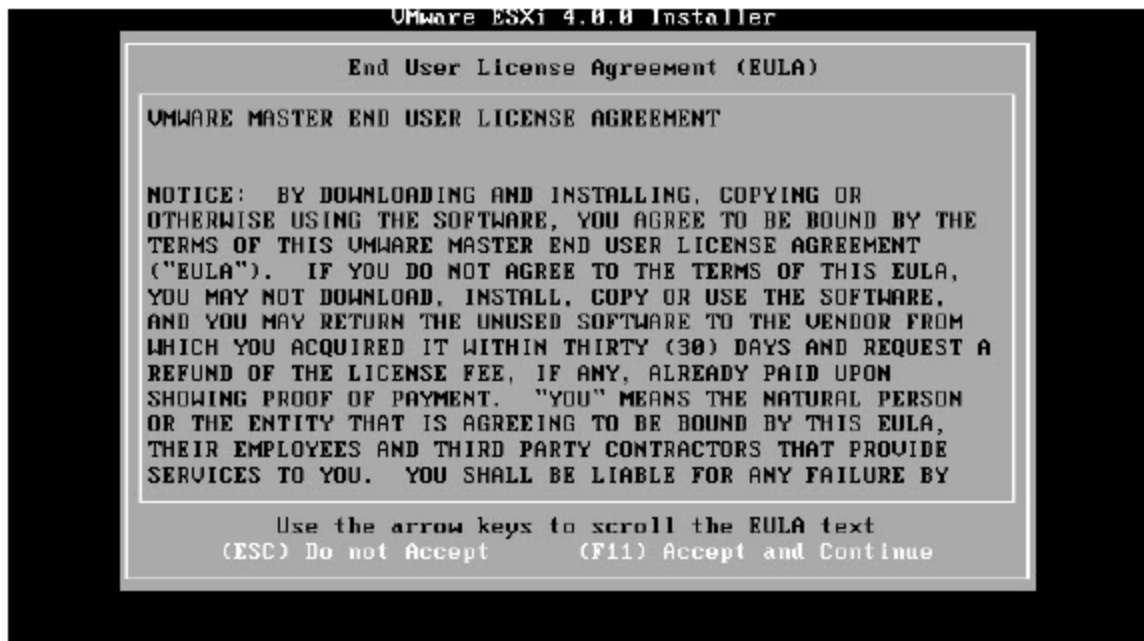 VMware ESXi 4.0.0 Installer
End User License Agreement (EULA)
VMWARE MASTER END USER LICENSE AGREEMENT
NOTICE:  BY DOWNLOADING AND INSTALLING, COPYING OR
OTHERWISE USING THE SOFTWARE, YOU AGREE TO BE BOUND BY THE
TERMS OF THIS VMWARE MASTER END USER LICENSE AGREEMENT
("EULA").  IF YOU DO NOT AGREE TO THE TERMS OF THIS EULA,
YOU MAY NOT DOWNLOAD, INSTALL, COPY OR USE THE SOFTWARE,
AND YOU MAY RETURN THE UNUSED SOFTWARE TO THE VENDOR FROM
WHICH YOU ACQUIRED IT WITHIN THIRTY (30) DAYS AND REQUEST A
REFUND OF THE LICENSE FEE, IF ANY, ALREADY PAID UPON
SHOWING PROOF OF PAYMENT.  "YOU" MEANS THE NATURAL PERSON
OR THE ENTITY THAT IS AGREEING TO BE BOUND BY THIS EULA,
THEIR EMPLOYEES AND THIRD PARTY CONTRACTORS THAT PROVIDE
SERVICES TO YOU.  YOU SHALL BE LIABLE FOR ANY FAILURE BY
Use the arrow keys to scroll the EULA text
(ESC) Do not Accept (F11) Accept and Continue